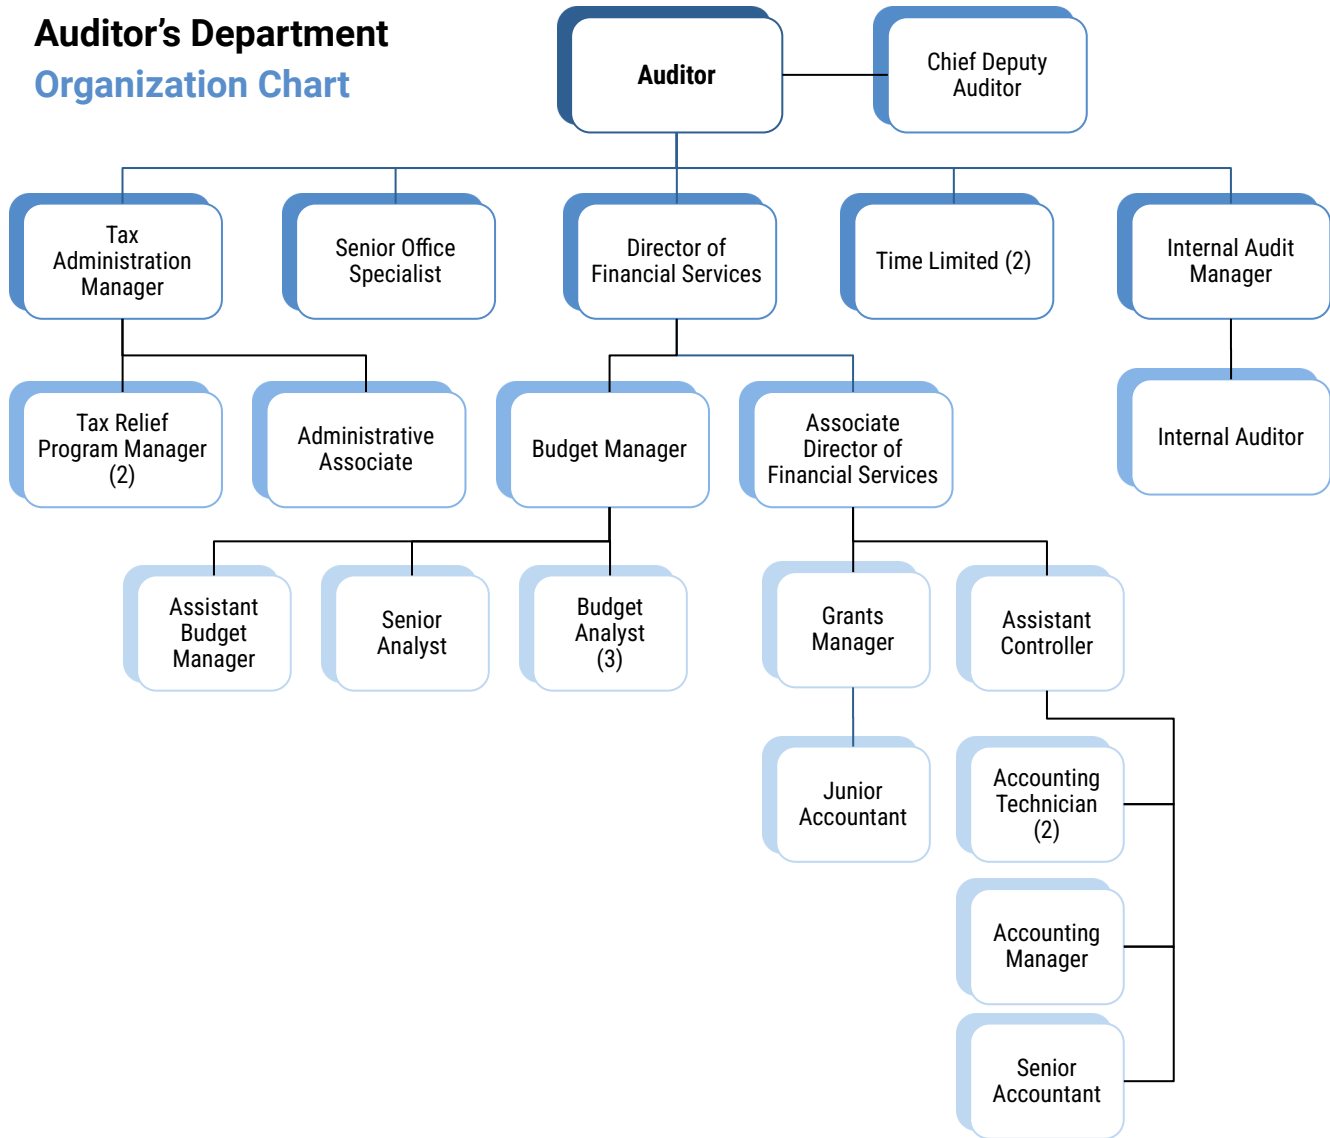 Auditor’s Department
Organization Chart
Auditor
Chief Deputy
Auditor
Tax
Administration
Manager
Senior Office
Specialist
Director of
Financial Services
Time Limited (2)
Internal Audit
Manager
Tax Relief
Program Manager
(2)
Administrative
Associate
Budget Manager
Associate
Director of
Financial Services
Internal Auditor
Assistant
Budget
Manager
Senior
Analyst
Budget
Analyst
(3)
Grants
Manager
Assistant
Controller
Junior
Accountant
Accounting
Technician
(2)
Accounting
Manager
Senior
Accountant